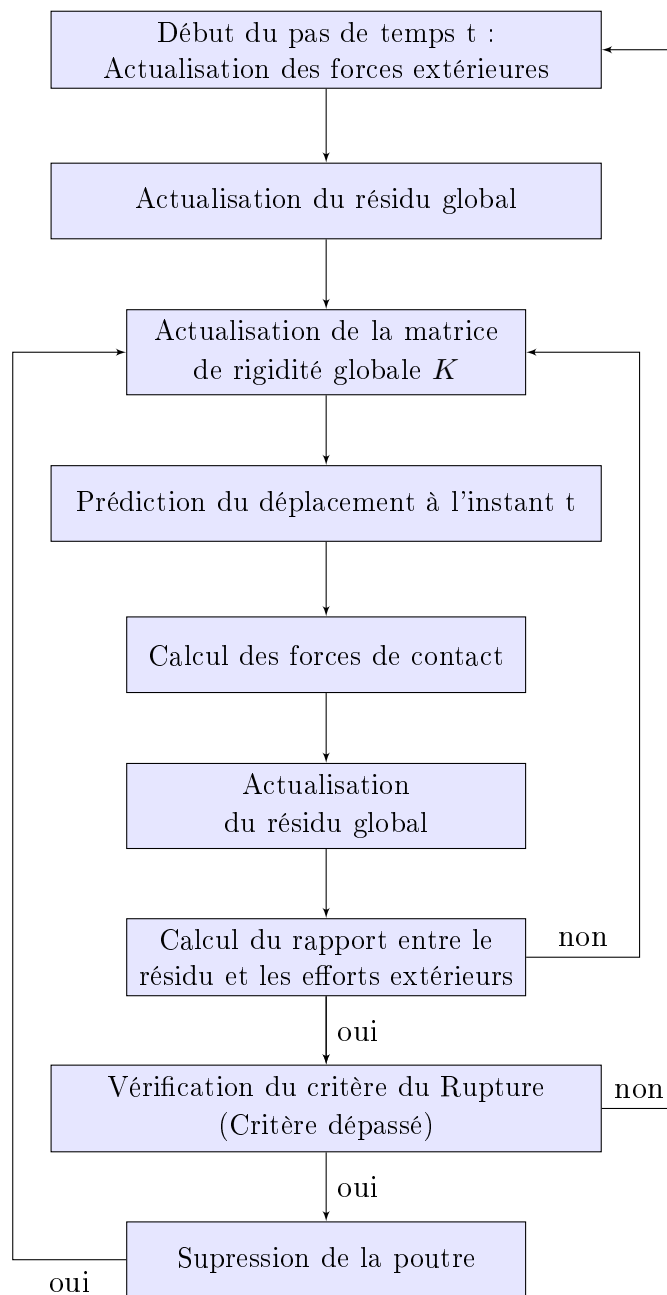 Début du pas de temps t :
Actualisation des forces extérieures
Actualisation du résidu global
Actualisation de la matrice
de rigidité globale K
Prédiction du déplacement à l'instant t
Calcul des forces de contact
Actualisation
du résidu global
Calcul du rapport entre le
résidu et les efforts extérieurs
non
oui
Vérification du critère du Rupture
(Critère dépassé)
non
oui
Supression de la poutre
oui